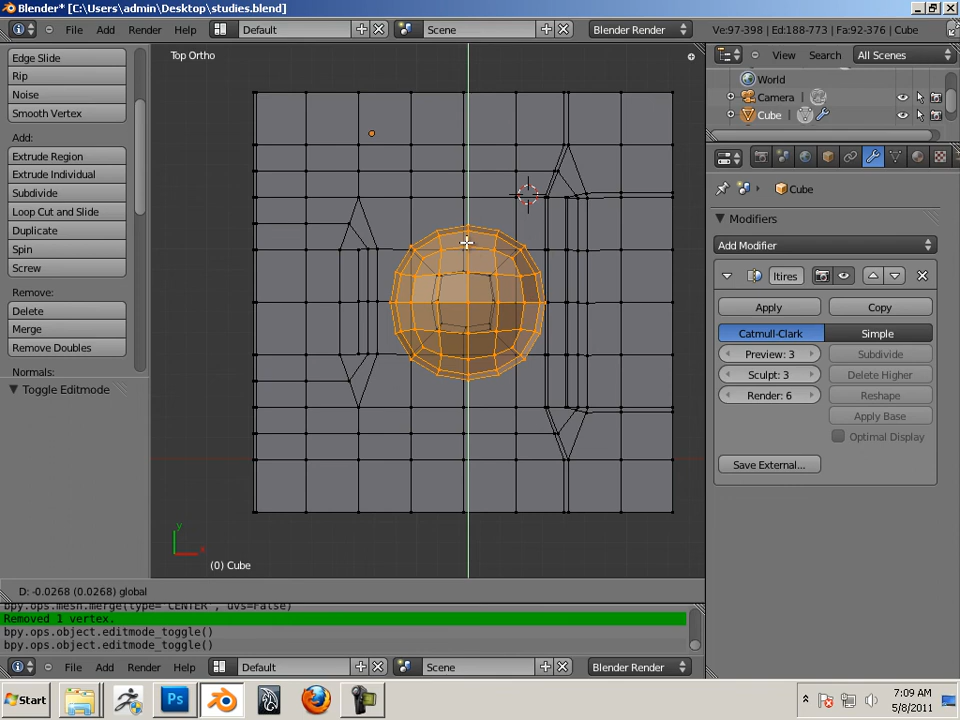 Blender* [C:\Users\admin\Desktop\studies.blend]
File Add Render Help Default Scene Blender Render Ve:97-398 | Ed:188-773 | Fa:92-376 | Cube
Edge Slide
Rip
Noise
Smooth Vertex
Add:
Extrude Region
Extrude Individual
Subdivide
Loop Cut and Slide
Duplicate
Spin
Screw
Remove:
Delete
Merge
Remove Doubles
Normals:
Toggle Editmode
Top Ortho
y
x
(0) Cube
D: -0.0268 (0.0268) global
bpy.ops.mesh.merge(type='CENTER', uvs=False)
Removed 1 vertex.
bpy.ops.object.editmode_toggle()
bpy.ops.object.editmode_toggle()
File Add Render Help Default Scene Blender Render
View Search All Scenes
World
Camera
Cube
Cube
Modifiers
Add Modifier
ltires
Apply Copy
Catmull-Clark Simple
Preview: 3 Subdivide
Sculpt: 3 Delete Higher
Render: 6 Reshape
Apply Base
Optimal Display
Save External...
Start
Ps
7:09 AM
5/8/2011